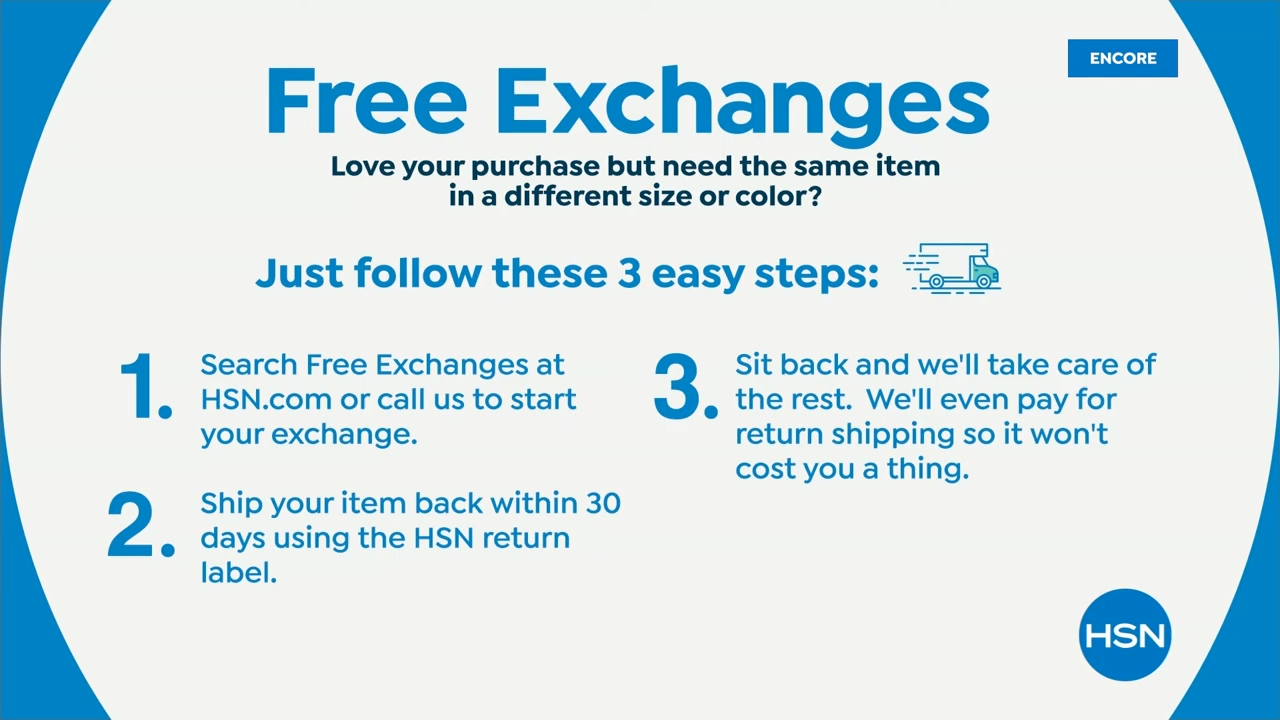 ENCORE
Free Exchanges
Love your purchase but need the same item
in a different size or color?
Just follow these 3 easy steps:
1. Search Free Exchanges at
HSN.com or call us to start
your exchange.
2. Ship your item back within 30
days using the HSN return
label.
3. Sit back and we'll take care of
the rest.  We'll even pay for
return shipping so it won't
cost you a thing.
HSN